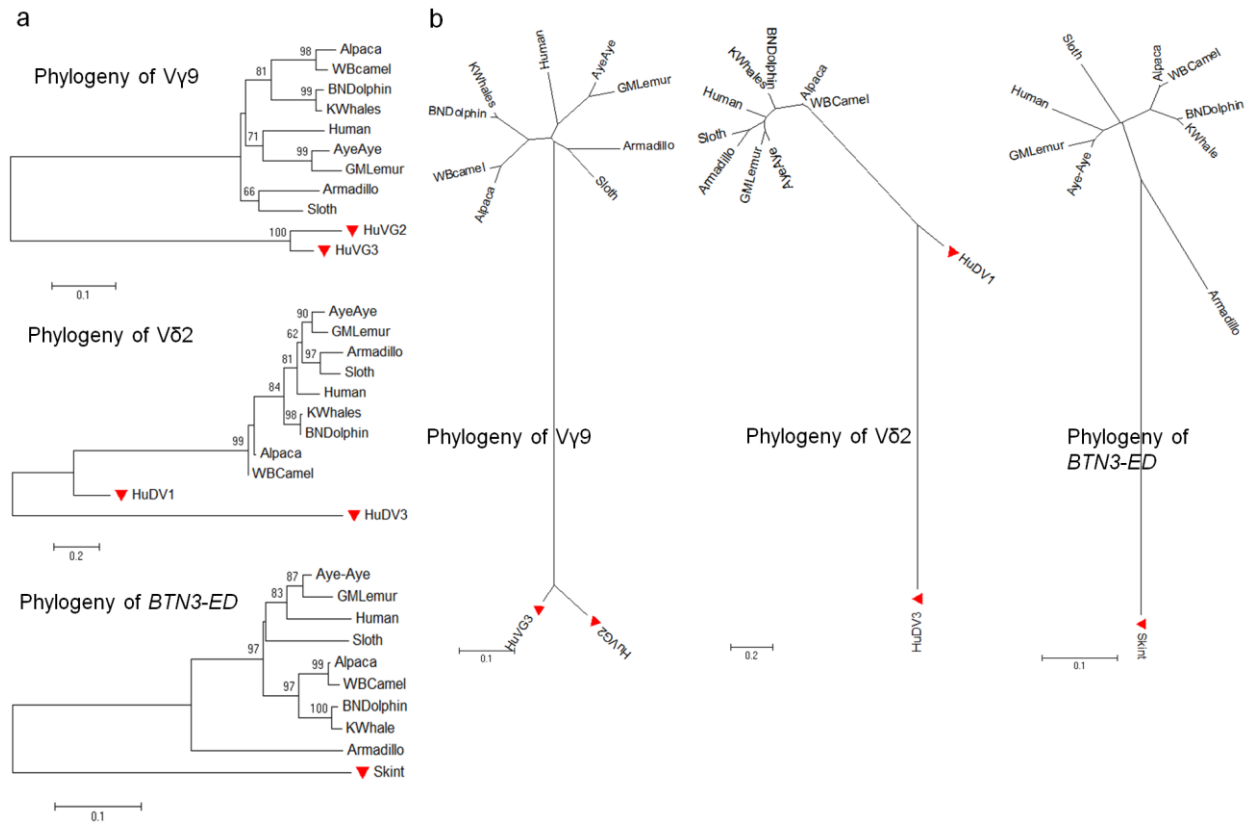 a
Phylogeny of Vγ9
98
Alpaca
81
WBcamel
99
BNDolphin
KWhales
71
Human
99
AyeAye
GMLemur
66
Armadillo
Sloth
100
HuVG2
HuVG3
0.1
Phylogeny of Vδ2
90
AyeAye
62
GMLemur
81
97
Armadillo
Sloth
84
Human
98
KWhales
BNDolphin
99
Alpaca
WBCamel
HuDV1
HuDV3
0.2
Phylogeny of BTN3-ED
87
Aye-Aye
83
GMLemur
Human
97
Sloth
99
Alpaca
97
WBCamel
100
BNDolphin
KWhale
Armadillo
Skint
0.1
b
Human
AyeAye
GMLemur
KWhales
BNDolphin
Armadillo
WBcamel
Sloth
Alpaca
Phylogeny of Vγ9
HuVG3
HuVG2
0.1
BNDolphin
KWhales
Alpaca
WBCamel
Human
Sloth
Armadillo
GMLemur
AyeAye
HuDV1
Phylogeny of Vδ2
HuDV3
0.2
Sloth
Alpaca
WBCamel
Human
BNDolphin
KWhale
GMLemur
Aye-Aye
Armadillo
Phylogeny of
BTN3-ED
Skint
0.1